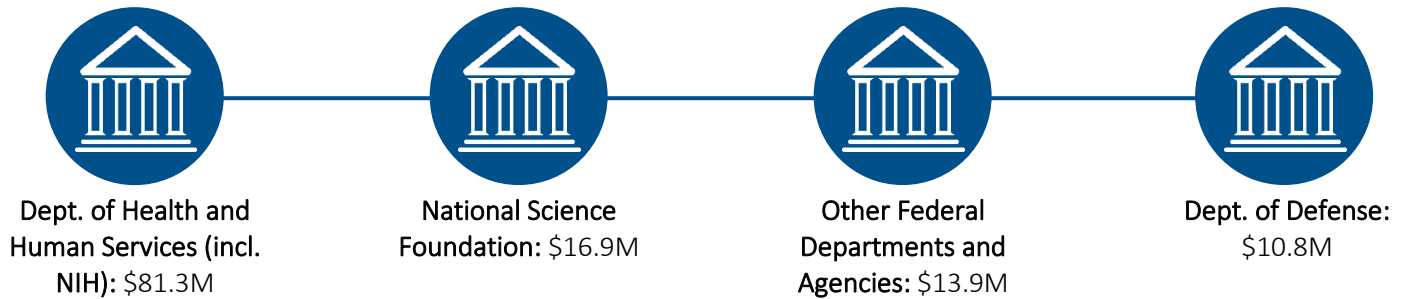 Dept. of Health and
Human Services (incl.
NIH): $81.3M
National Science
Foundation: $16.9M
Other Federal
Departments and
Agencies: $13.9M
Dept. of Defense:
$10.8M